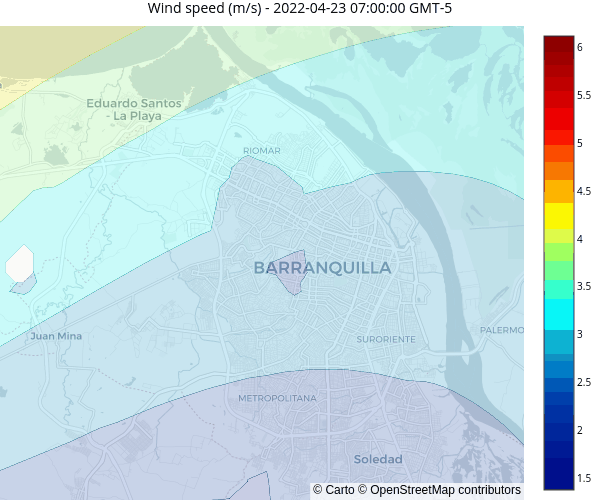 Wind speed (m/s) - 2022-04-23 07:00:00 GMT-5
Eduardo Santos
- La Playa
RIOMAR
BARRANQUILLA
Juan Mina
SURORIENTE
PALERMO
METROPOLITANA
Soledad
© Carto © OpenStreetMap contributors
6
5.5
5
4.5
4
3.5
3
2.5
2
1.5